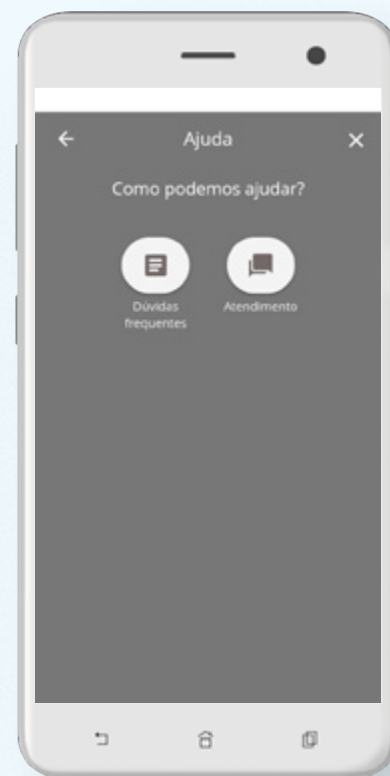 Ajuda
Como podemos ajudar?
Dúvidas
frequentes
Atendimento